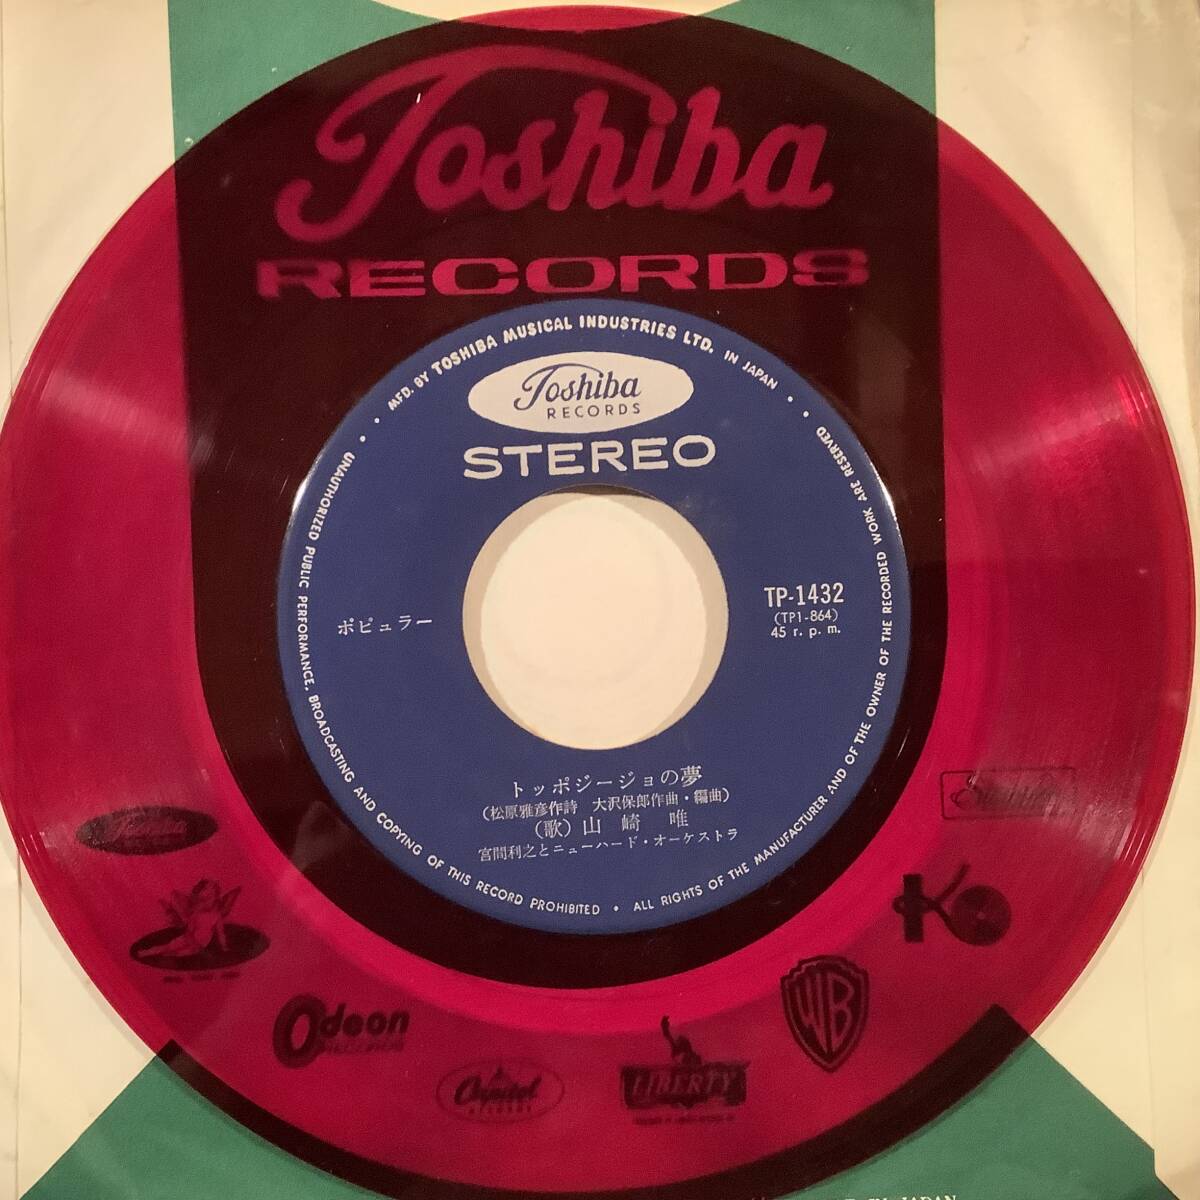 Toshiba
RECORDS
MFD. BY TOSHIBA MUSICAL INDUSTRIES LTD. IN JAPAN
Toshiba
RECORDS
STEREO
ポピュラー
TP-1432
(TP1-864)
45 r.p.m.
トッポジージョの夢
(松原雅彦作詩 大沢保郎作曲・編曲)
(歌) 山崎 唯
宮間利之とニューハード・オーケストラ
UNAUTHORIZED PUBLIC PERFORMANCE, BROADCASTING AND COPYING OF THIS RECORD PROHIBITED • ALL RIGHTS OF THE MANUFACTURER AND OF THE OWNER OF THE RECORDED WORK ARE RESERVED
Odeon
RECORDS
Capitol
RECORDS
LIBERTY
WB
JAPAN